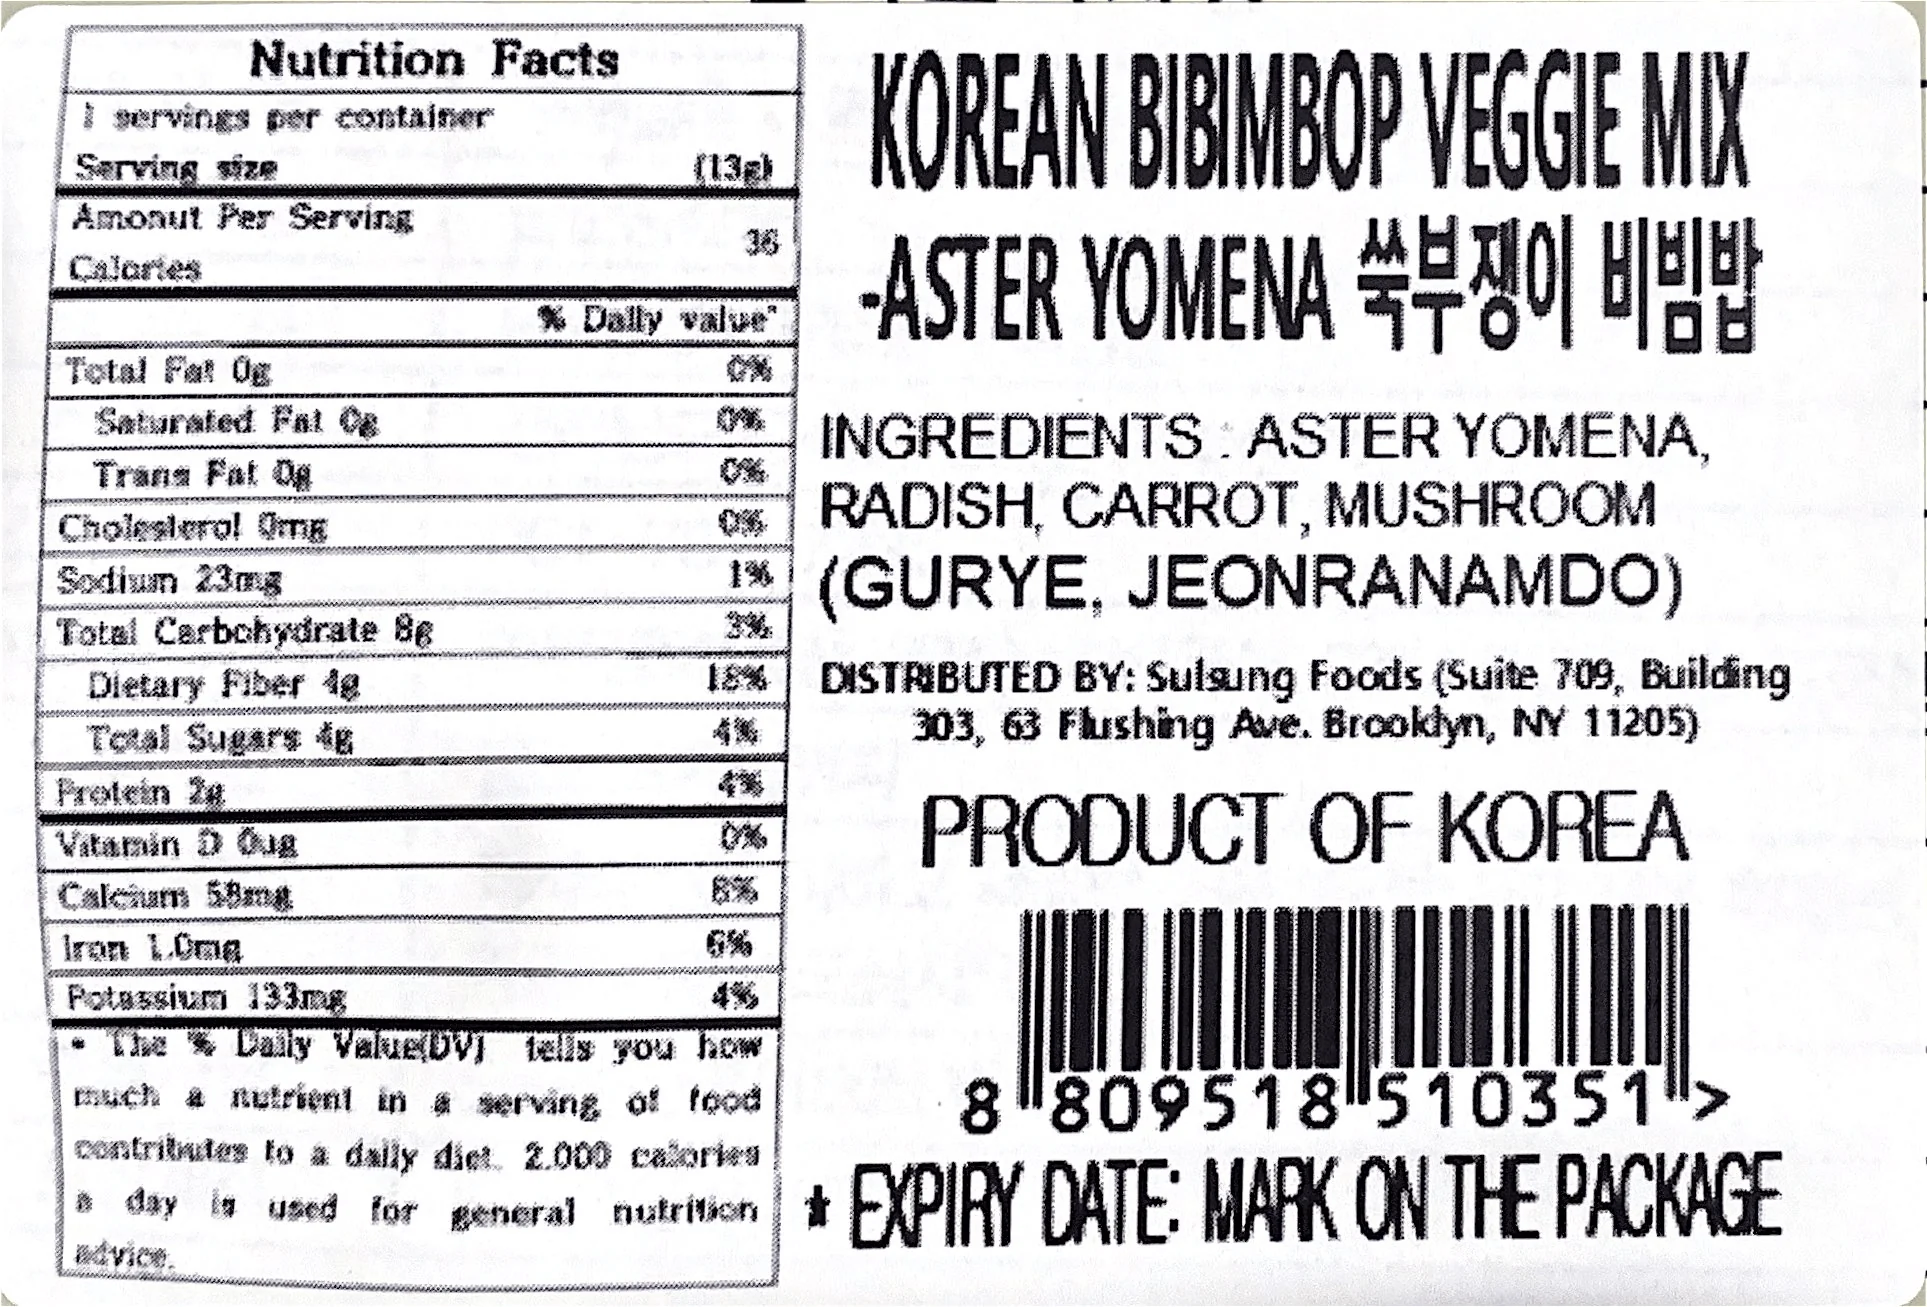 Nutrition Facts
1 servings per container
Serving size (13g)
Amonut Per Serving
Calories 36
% Daily value*
Total Fat 0g 0%
Saturated Fat 0g 0%
Trans Fat 0g 0%
Cholesterol 0mg 0%
Sodium 23mg 1%
Total Carbohydrate 8g 3%
Dietary Fiber 4g 18%
Total Sugars 4g 4%
Protein 2g 4%
Vitamin D 0ug 0%
Calcium 58mg 6%
Iron 1.0mg 6%
Potassium 133mg 4%
* The % Daily Value(DV) tells you how
much a nutrient in a serving of food
contributes to a daily diet. 2,000 calories
a day is used for general nutrition
advice.
KOREAN BIBIMBOP VEGGIE MIX
-ASTER YOMENA 쑥부쟁이 비빔밥
INGREDIENTS : ASTER YOMENA,
RADISH, CARROT, MUSHROOM
(GURYE, JEONRANAMDO)
DISTRIBUTED BY: Sulsung Foods (Suite 709, Building
303, 63 Flushing Ave. Brooklyn, NY 11205)
PRODUCT OF KOREA
8 809518 510351 >
* EXPIRY DATE: MARK ON THE PACKAGE